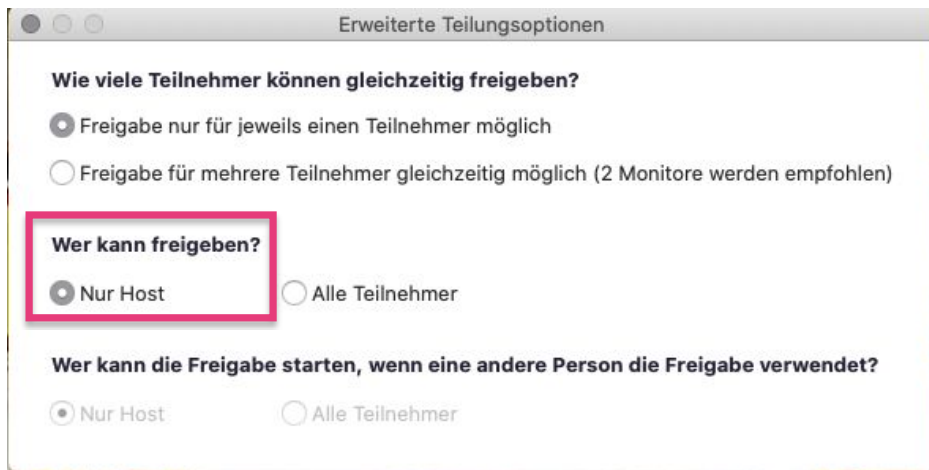 Erweiterte Teilungsoptionen
Wie viele Teilnehmer können gleichzeitig freigeben?
Freigabe nur für jeweils einen Teilnehmer möglich
Freigabe für mehrere Teilnehmer gleichzeitig möglich (2 Monitore werden empfohlen)
Wer kann freigeben?
Nur Host Alle Teilnehmer
Wer kann die Freigabe starten, wenn eine andere Person die Freigabe verwendet?
Nur Host Alle Teilnehmer